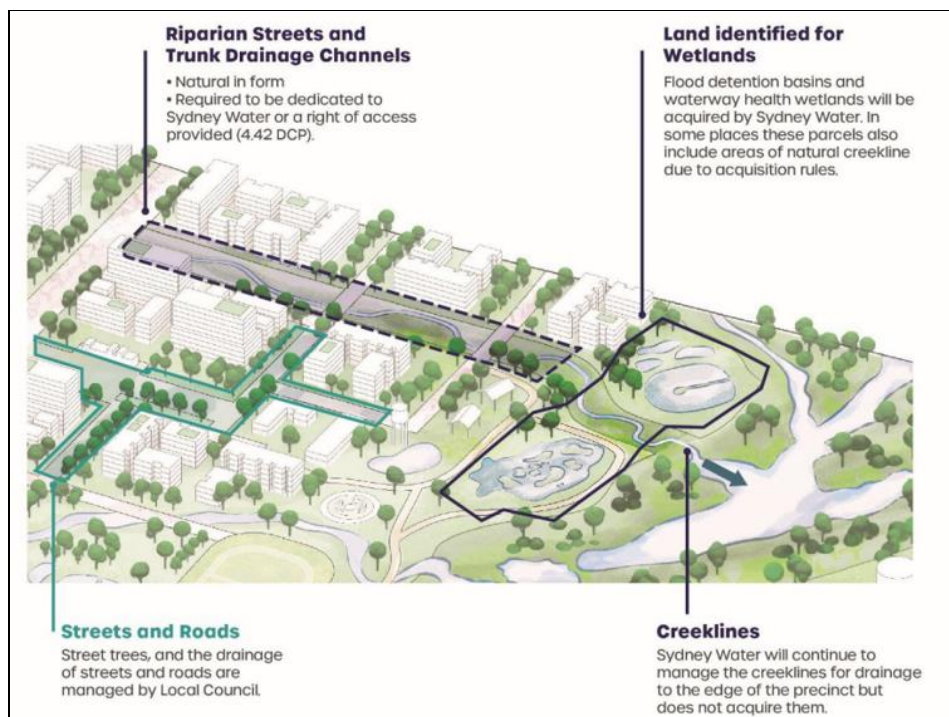 Riparian Streets and
Trunk Drainage Channels
• Natural in form
• Required to be dedicated to
Sydney Water or a right of access
provided (4.42 DCP).
Land identified for
Wetlands
Flood detention basins and
waterway health wetlands will be
acquired by Sydney Water. In
some places these parcels also
include areas of natural creekline
due to acquisition rules.
Streets and Roads
Street trees, and the drainage
of streets and roads are
managed by Local Council.
Creeklines
Sydney Water will continue to
manage the creeklines for drainage
to the edge of the precinct but
does not acquire them.